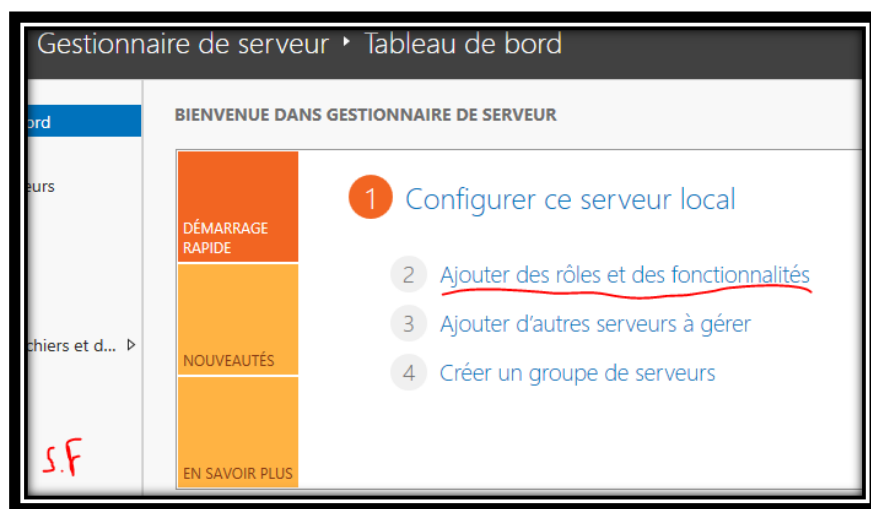 Gestionnaire de serveur ‣ Tableau de bord
ord
BIENVENUE DANS GESTIONNAIRE DE SERVEUR
eurs
1 Configurer ce serveur local
DÉMARRAGE
RAPIDE
2 Ajouter des rôles et des fonctionnalités
3 Ajouter d'autres serveurs à gérer
chiers et d...
NOUVEAUTÉS
4 Créer un groupe de serveurs
S.F
EN SAVOIR PLUS